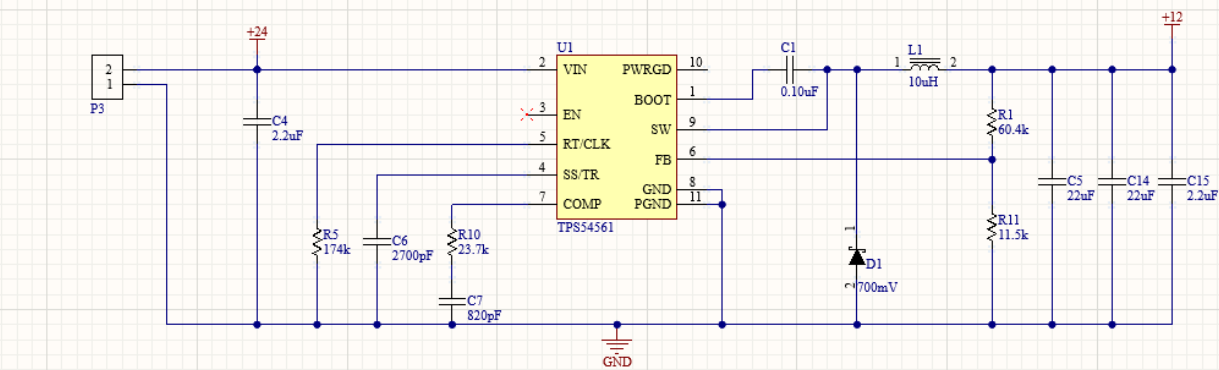 +24
+12
2
1
P3
C4
2.2uF
U1
2 VIN
3 EN
5 RT/CLK
4 SS/TR
7 COMP
PWRGD 10
BOOT 1
SW 9
FB 6
GND 8
PGND 11
TPS54561
C1
0.10uF
L1
1 2
10uH
R1
60.4k
R11
11.5k
C5
22uF
C14
22uF
C15
2.2uF
R5
174k
C6
2700pF
R10
23.7k
C7
820pF
1
D1
2
700mV
GND